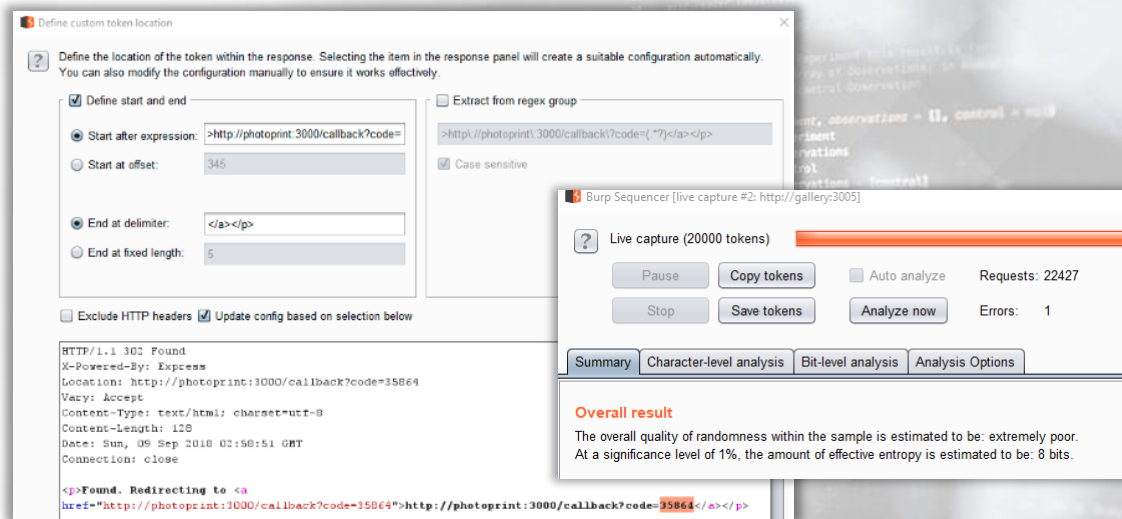 Define custom token location
Define the location of the token within the response. Selecting the item in the response panel will create a suitable configuration automatically.
You can also modify the configuration manually to ensure it works effectively.
Define start and end
Start after expression: >http://photoprint:3000/callback?code=
Start at offset: 345
End at delimiter: </a></p>
End at fixed length: 5
Extract from regex group
>http\://photoprint\:3000/callback\?code=(.*?)</a></p>
Case sensitive
Exclude HTTP headers Update config based on selection below
HTTP/1.1 302 Found
X-Powered-By: Express
Location: http://photoprint:3000/callback?code=35864
Vary: Accept
Content-Type: text/html; charset=utf-8
Content-Length: 128
Date: Sun, 09 Sep 2018 02:58:51 GMT
Connection: close
<p>Found. Redirecting to <a
href="http://photoprint:3000/callback?code=35864">http://photoprint:3000/callback?code=35864</a></p>
Burp Sequencer [live capture #2: http://gallery:3005]
Live capture (20000 tokens)
Pause Copy tokens Auto analyze Requests: 22427
Stop Save tokens Analyze now Errors: 1
Summary Character-level analysis Bit-level analysis Analysis Options
Overall result
The overall quality of randomness within the sample is estimated to be: extremely poor.
At a significance level of 1%, the amount of effective entropy is estimated to be: 8 bits.